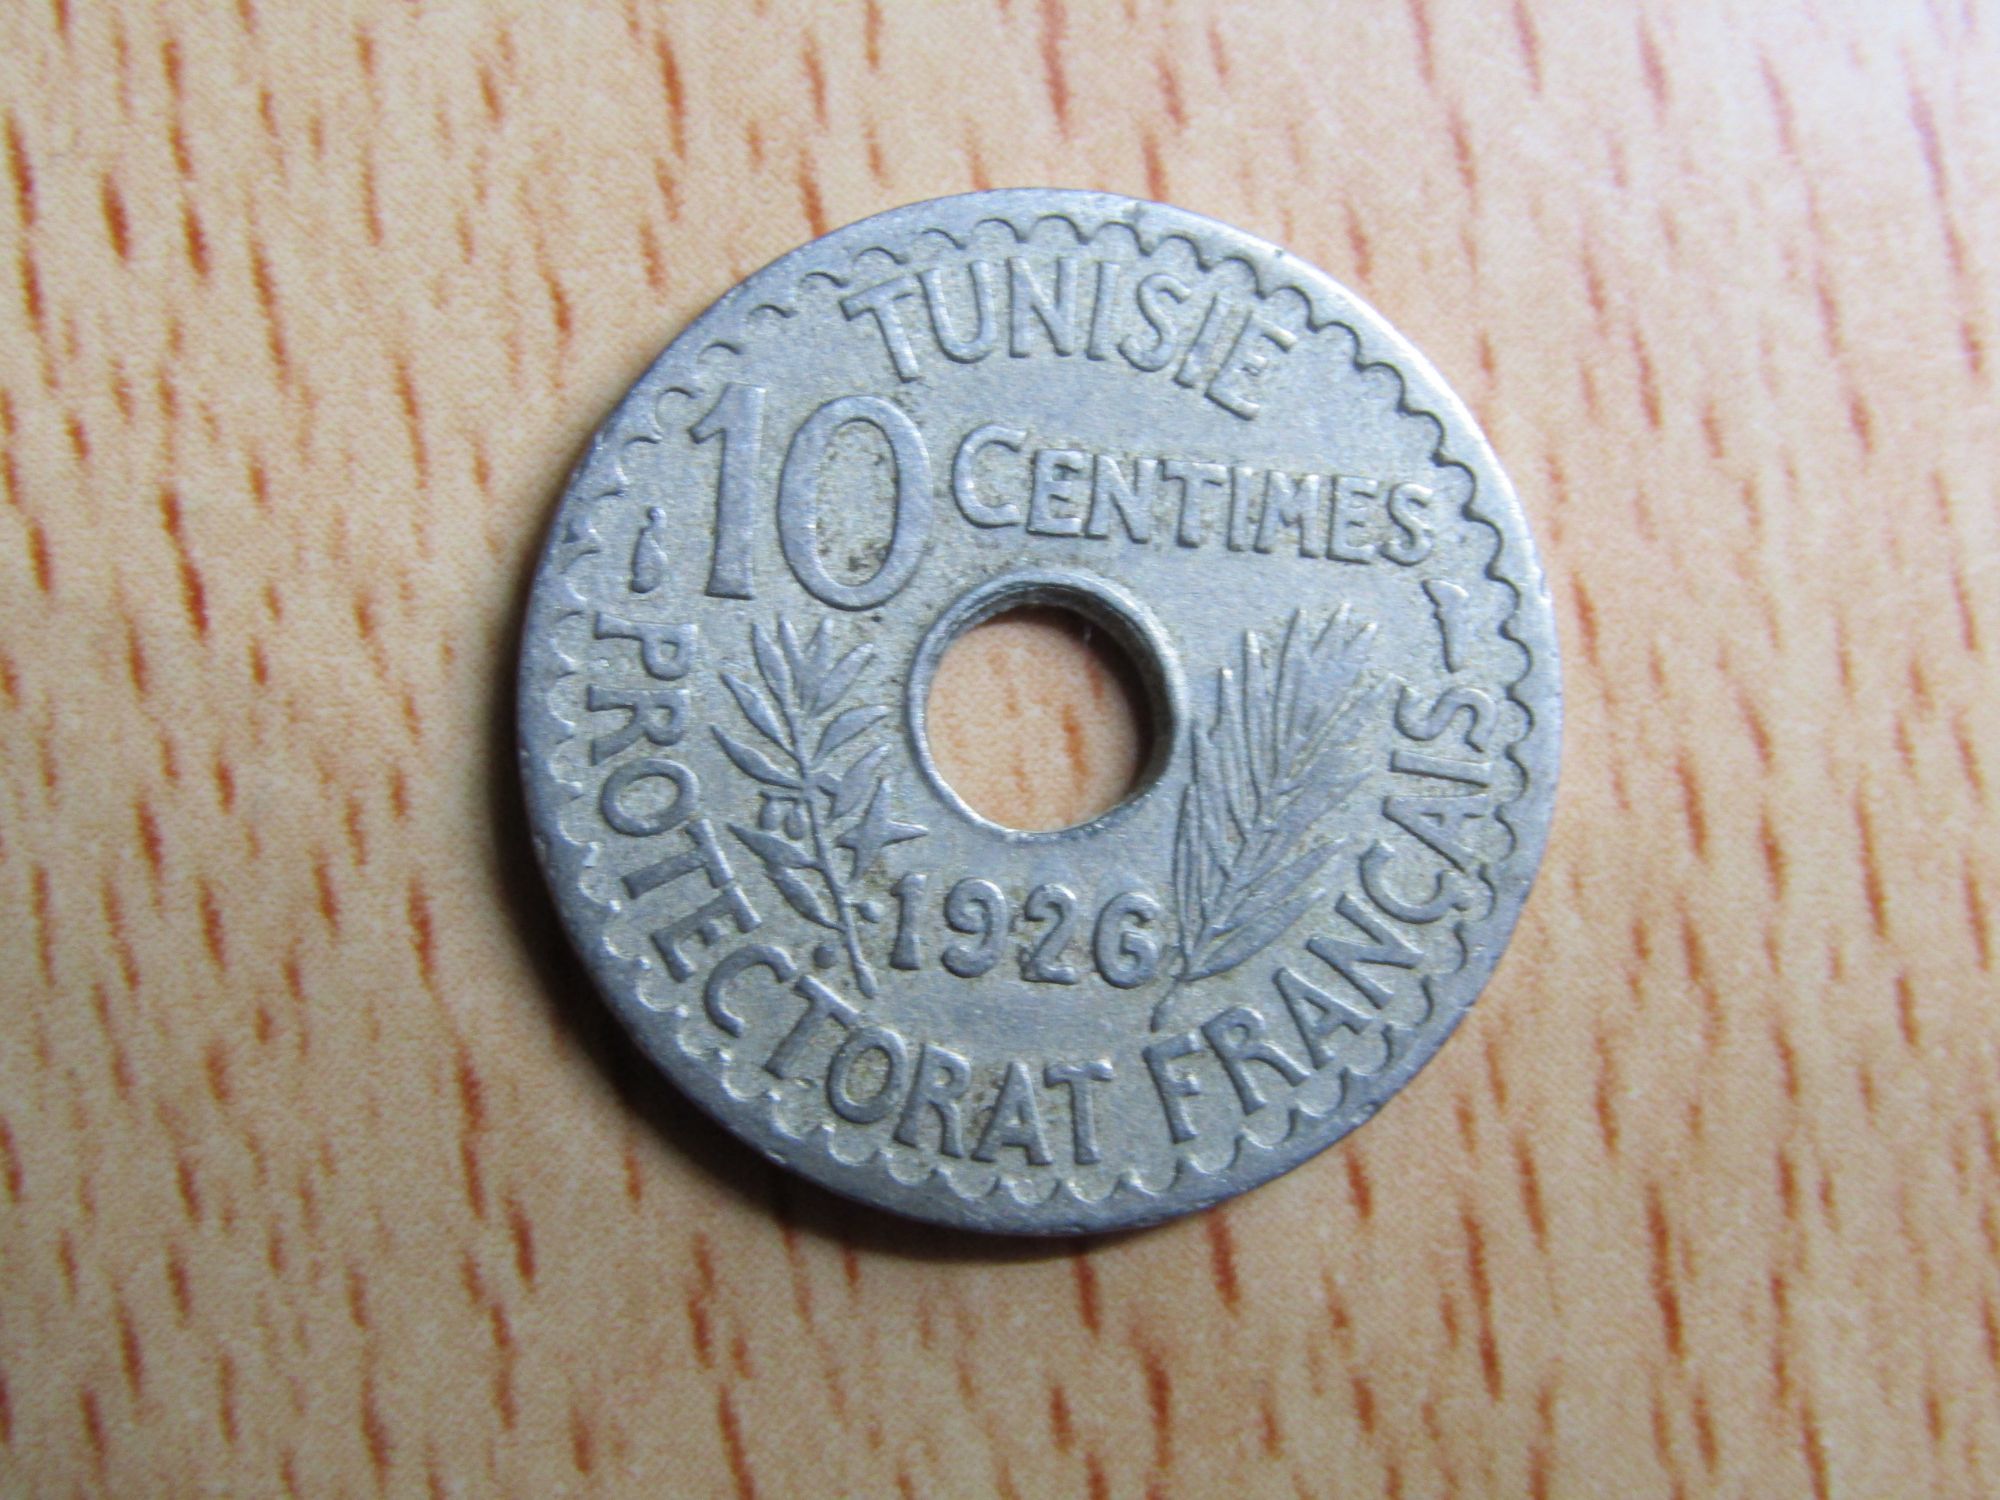 TUNISIE
10 CENTIMES
1926
PROTECTORAT FRANÇAIS